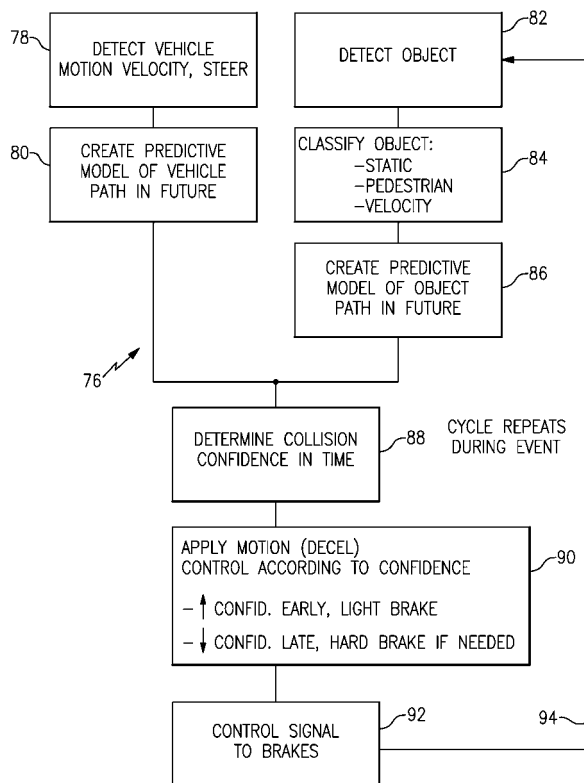 78
DETECT VEHICLE
MOTION VELOCITY, STEER
82
DETECT OBJECT
80
CREATE PREDICTIVE
MODEL OF VEHICLE
PATH IN FUTURE
CLASSIFY OBJECT:
-STATIC
-PEDESTRIAN
-VELOCITY
84
CREATE PREDICTIVE
MODEL OF OBJECT
PATH IN FUTURE
86
76
DETERMINE COLLISION
CONFIDENCE IN TIME
88
CYCLE REPEATS
DURING EVENT
APPLY MOTION (DECEL)
CONTROL ACCORDING TO CONFIDENCE
- ↑ CONFID. EARLY, LIGHT BRAKE
- ↓ CONFID. LATE, HARD BRAKE IF NEEDED
90
CONTROL SIGNAL
TO BRAKES
92
94